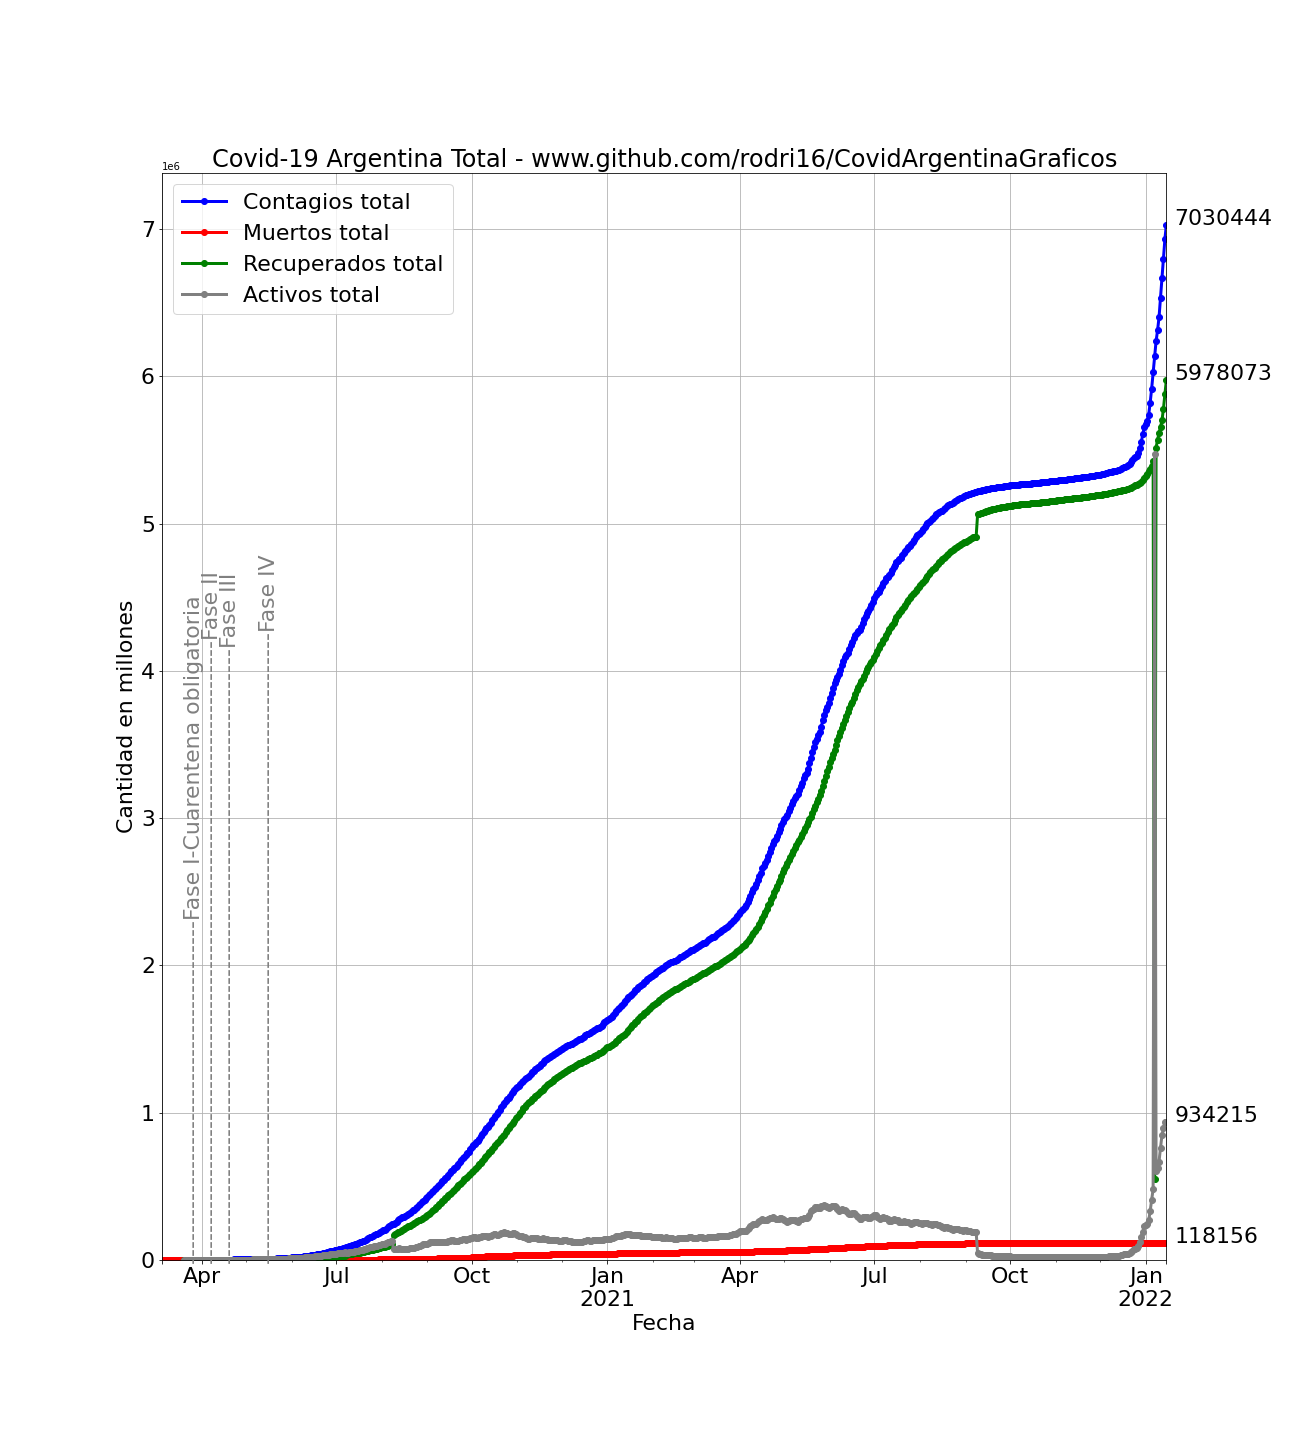 Covid-19 Argentina Total - www.github.com/rodri16/CovidArgentinaGraficos
1e6
Contagios total
Muertos total
Recuperados total
Activos total
7030444
7
6
5978073
5
Fase I-Cuarentena obligatoria
Fase II
Fase III
Fase IV
Cantidad en millones
4
3
2
1
934215
118156
0
Apr
Jul
Oct
Jan
2021
Apr
Jul
Oct
Jan
2022
Fecha